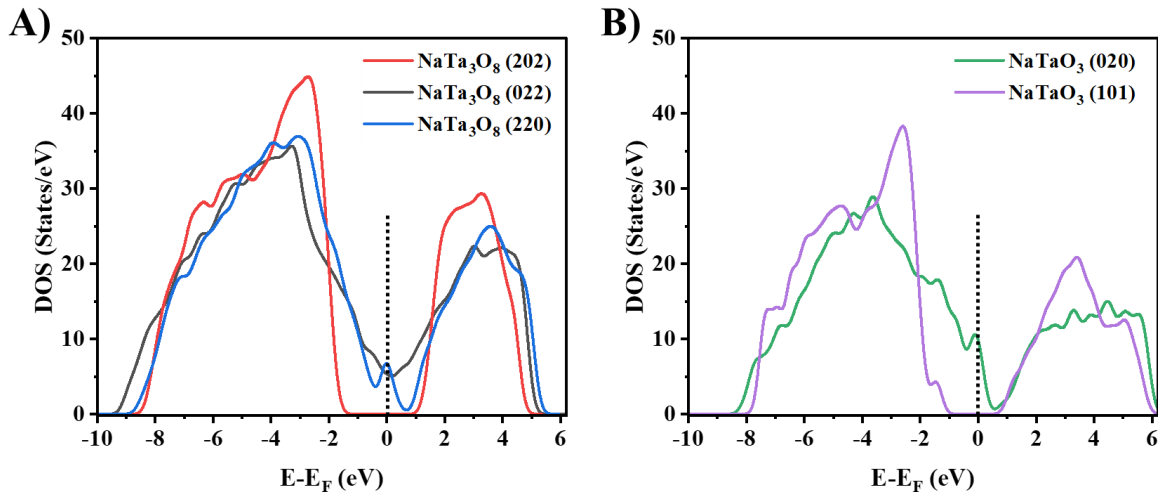 A)
50
40
30
20
10
0
DOS (States/eV)
NaTa₃O₈ (202)
NaTa₃O₈ (022)
NaTa₃O₈ (220)
-10 -8 -6 -4 -2 0 2 4 6
E-E_F (eV)
B)
50
40
30
20
10
0
DOS (States/eV)
NaTaO₃ (020)
NaTaO₃ (101)
-10 -8 -6 -4 -2 0 2 4 6
E-E_F (eV)